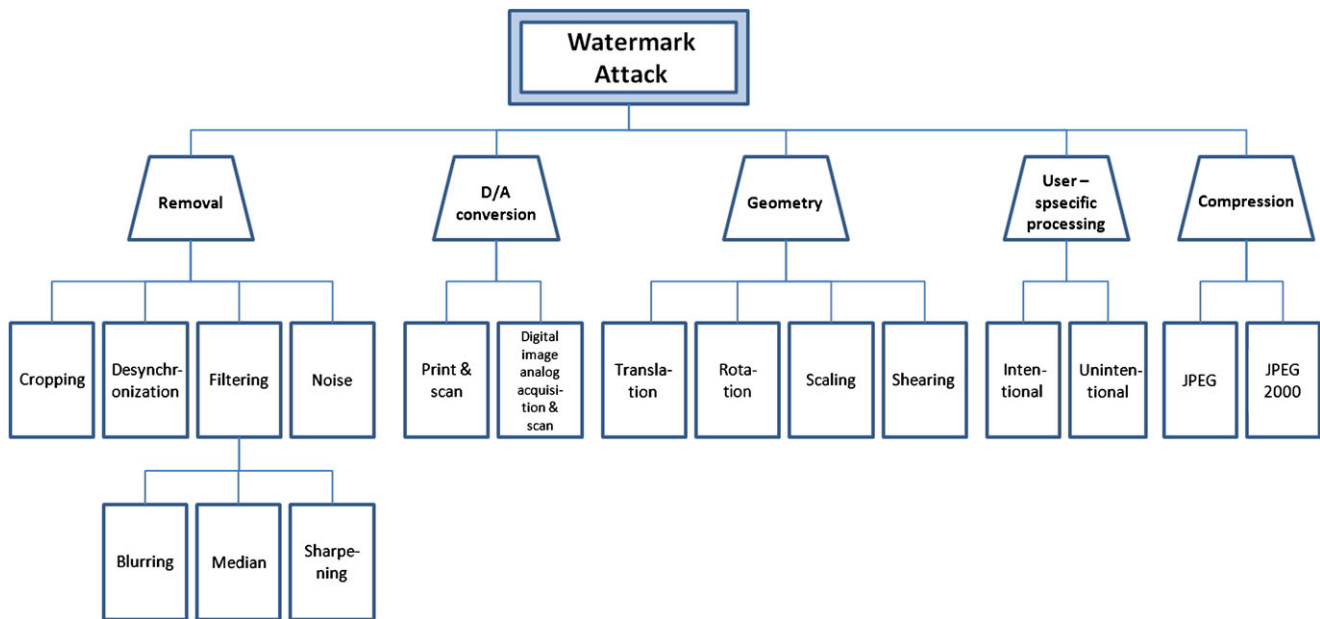 Watermark
Attack
Removal
D/A
conversion
Geometry
User –
spsecific
processing
Compression
Cropping
Desynchr-
onization
Filtering
Noise
Print &
scan
Digital
image
analog
acquisi-
tion &
scan
Transla-
tion
Rota-
tion
Scaling
Shearing
Inten-
tional
Uninten-
tional
JPEG
JPEG
2000
Blurring
Median
Sharpe-
ning